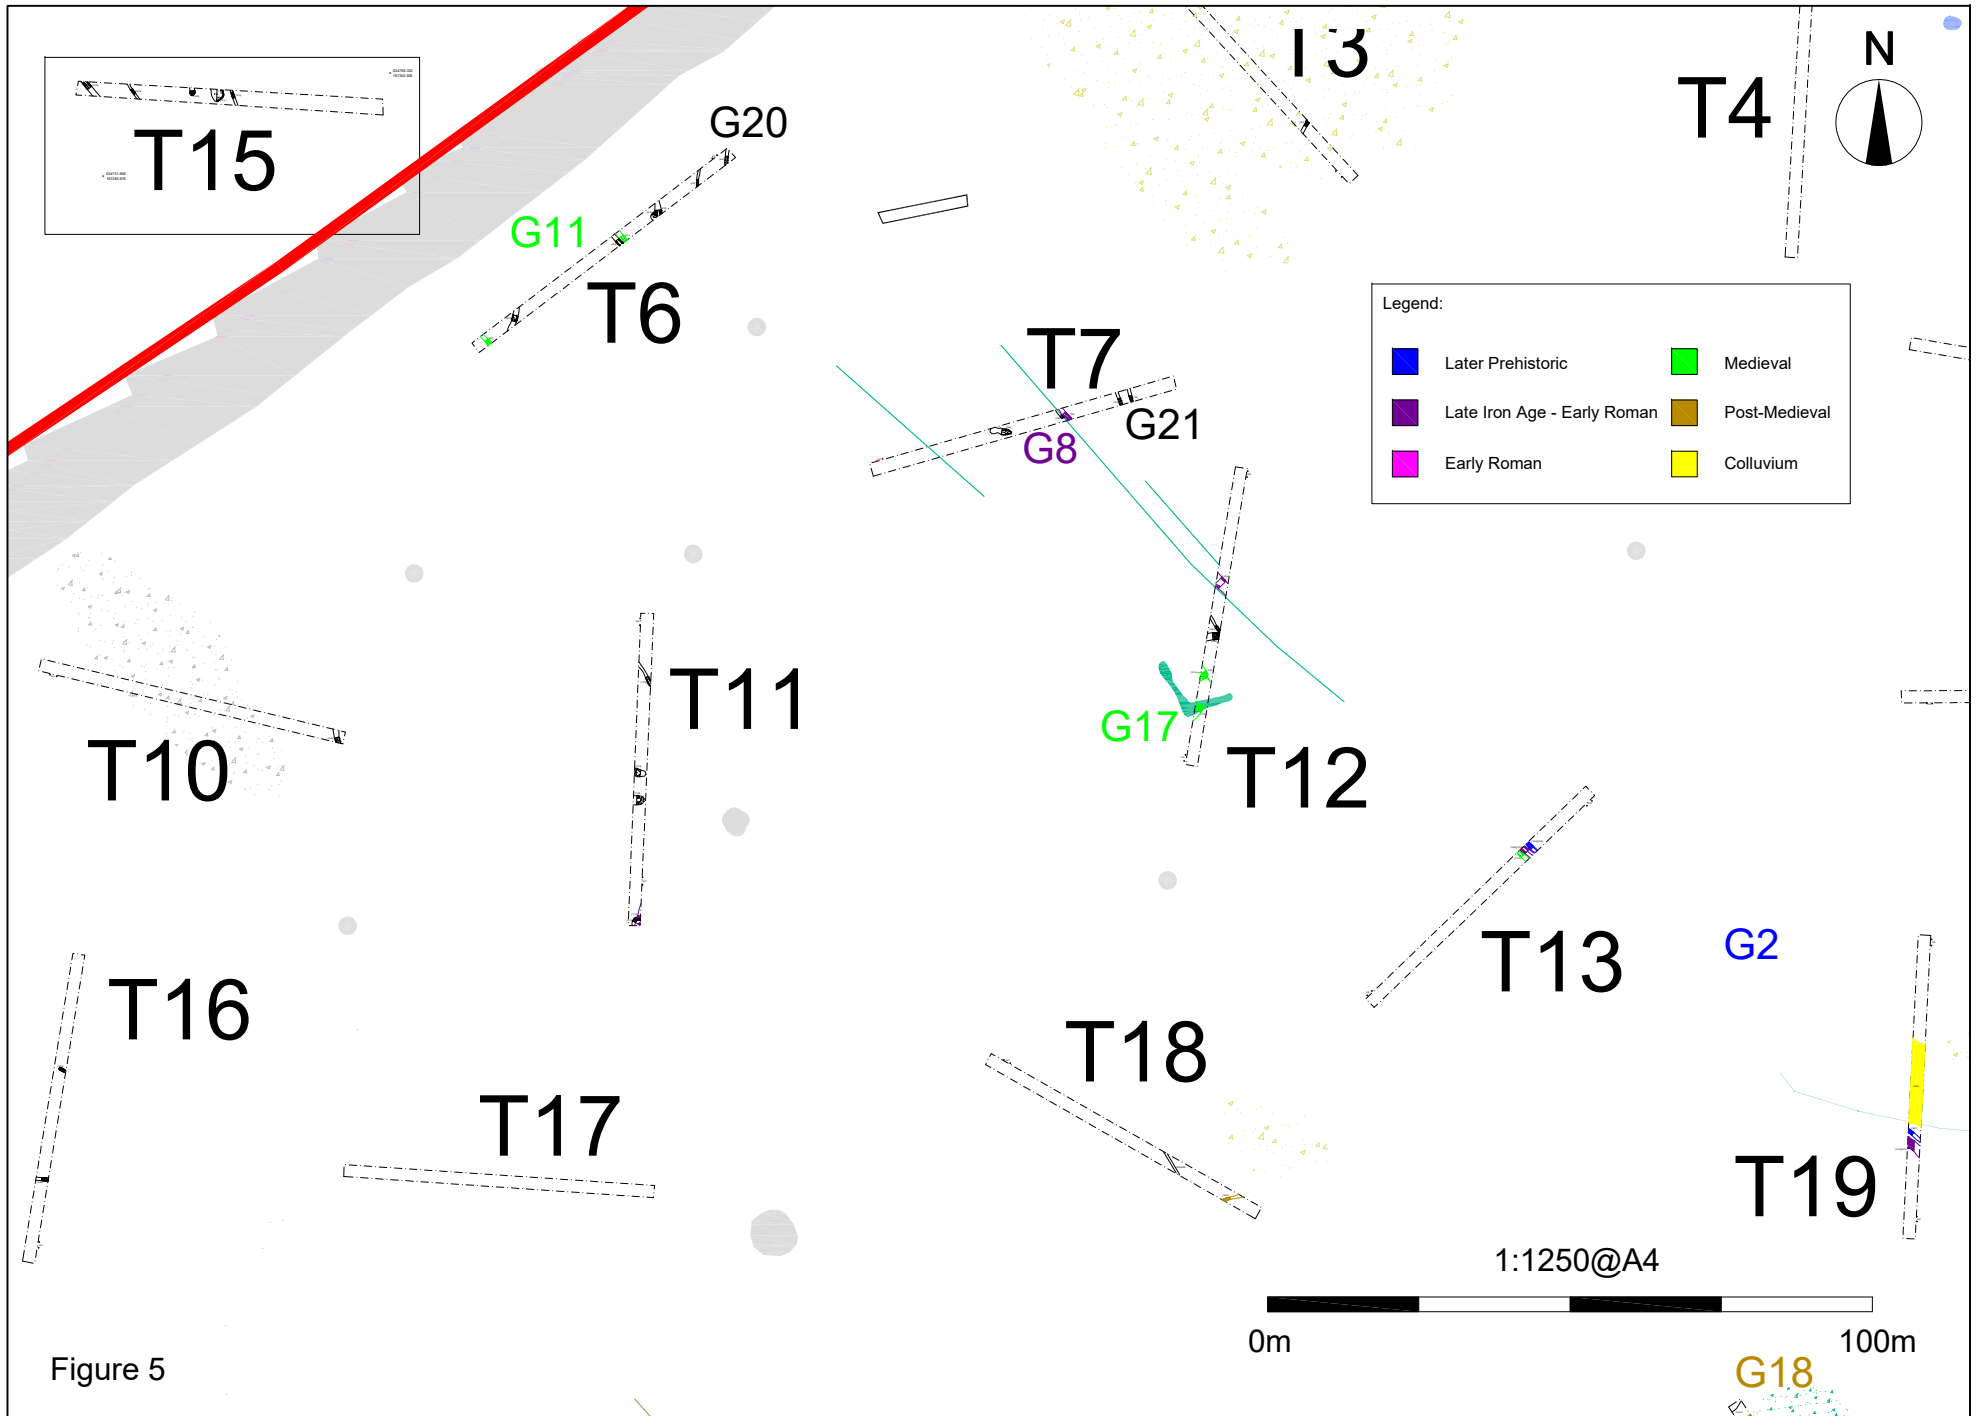 T3
T4
N
T15
G20
G11
T6
Legend:
Later Prehistoric
Medieval
Late Iron Age - Early Roman
Post-Medieval
Early Roman
Colluvium
T7
G21
G8
T11
T10
G17
T12
T13
G2
T16
T18
T17
T19
1:1250@A4
0m
100m
Figure 5
G18